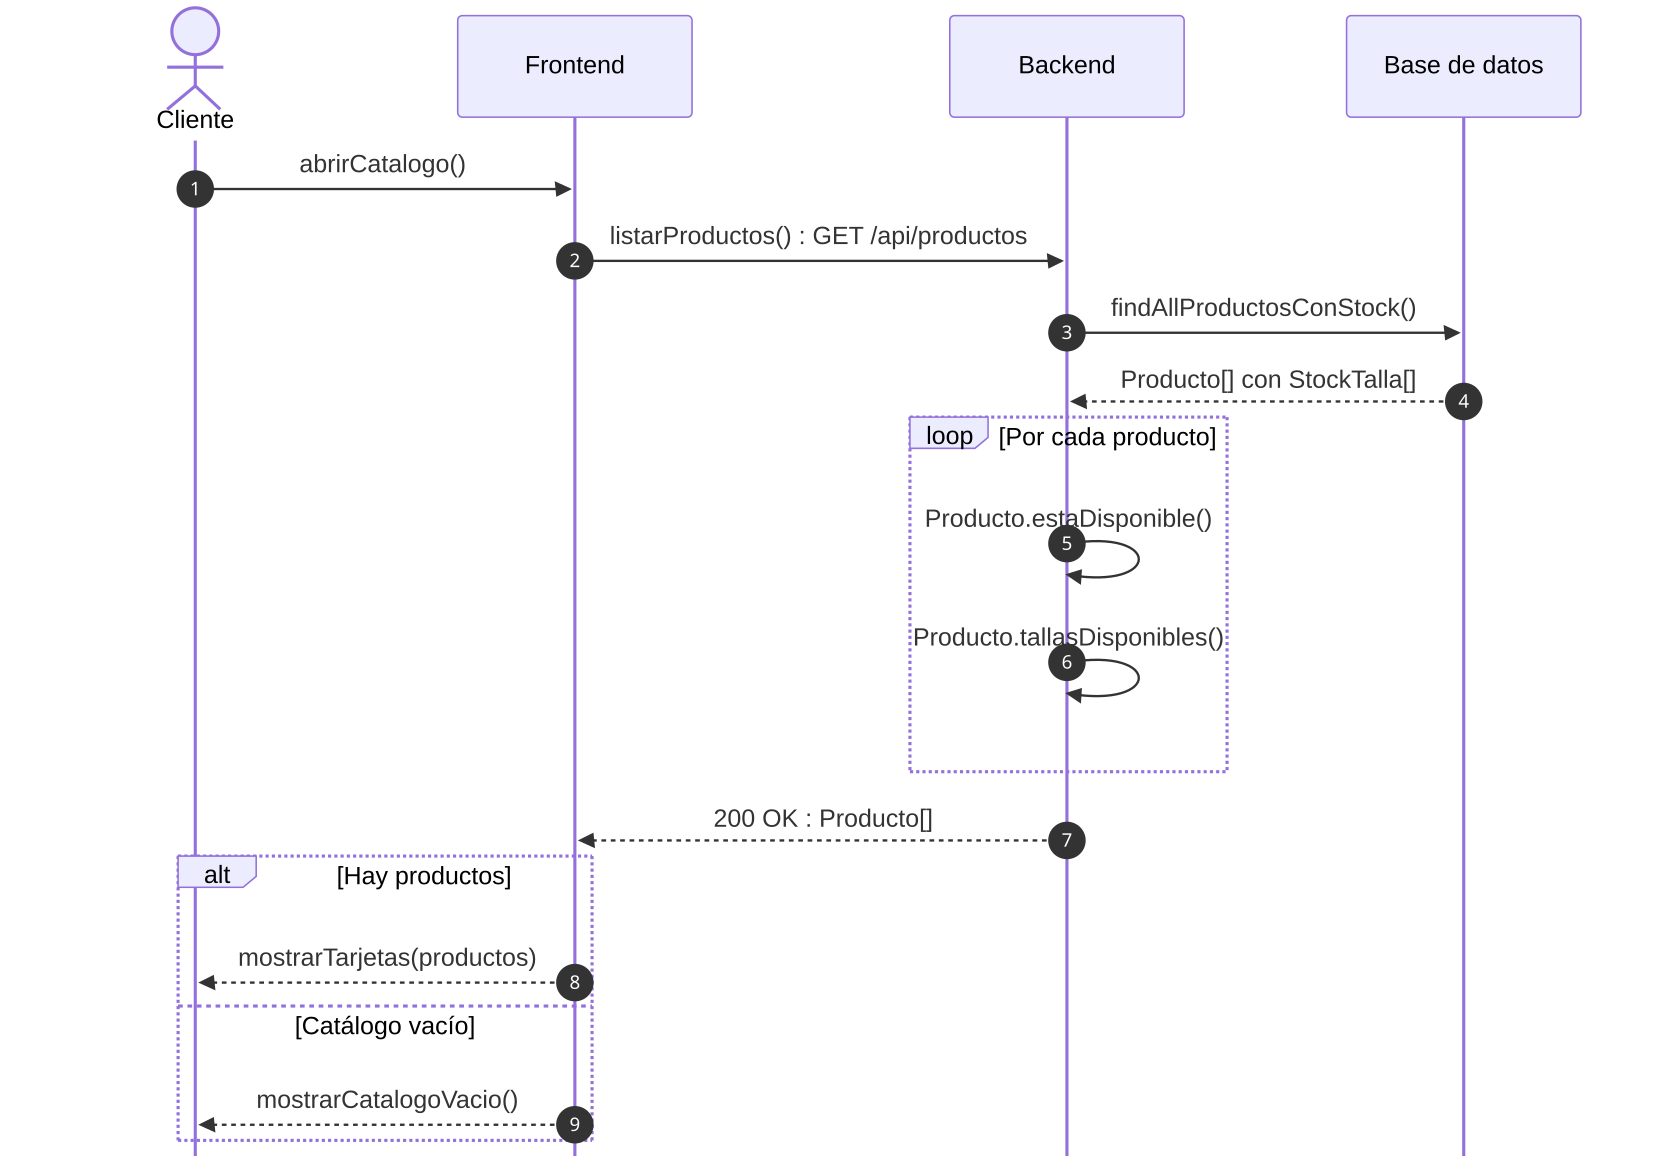 Cliente
Frontend
Backend
Base de datos
abrirCatalogo()
1
listarProductos() : GET /api/productos
2
findAllProductosConStock()
3
Producto[] con StockTalla[]
4
loop
[Por cada producto]
Producto.estaDisponible()
5
Producto.tallasDisponibles()
6
200 OK : Producto[]
7
alt
[Hay productos]
mostrarTarjetas(productos)
8
[Catálogo vacío]
mostrarCatalogoVacio()
9